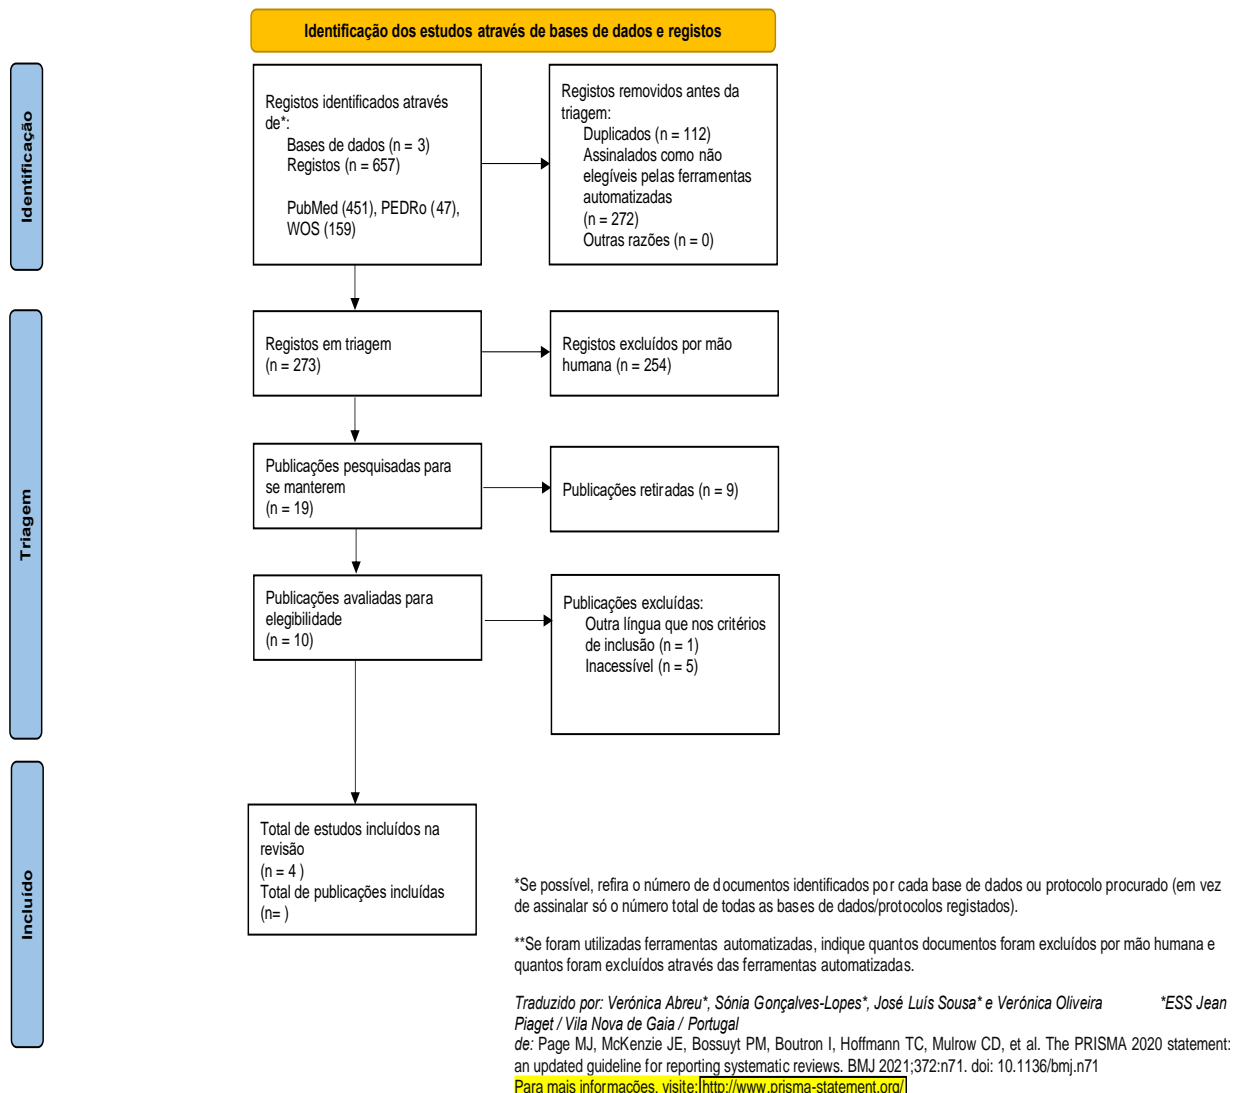 Identificação dos estudos através de bases de dados e registos
Identificação
Registos identificados através
de*:
Bases de dados (n = 3)
Registos (n = 657)
PubMed (451), PEDRo (47),
WOS (159)
Registos removidos antes da
triagem:
Duplicados (n = 112)
Assinalados como não
elegíveis pelas ferramentas
automatizadas
(n = 272)
Outras razões (n = 0)
Triagem
Registos em triagem
(n = 273)
Registos excluídos por mão
humana (n = 254)
Publicações pesquisadas para
se manterem
(n = 19)
Publicações retiradas (n = 9)
Publicações avaliadas para
elegibilidade
(n = 10)
Publicações excluídas:
Outra língua que nos critérios
de inclusão (n = 1)
Inacessível (n = 5)
Incluído
Total de estudos incluídos na
revisão
(n = 4 )
Total de publicações incluídas
(n= )
*Se possível, refira o número de documentos identificados por cada base de dados ou protocolo procurado (em vez
de assinalar só o número total de todas as bases de dados/protocolos registados).
**Se foram utilizadas ferramentas automatizadas, indique quantos documentos foram excluídos por mão humana e
quantos foram excluídos através das ferramentas automatizadas.
Traduzido por: Verónica Abreu*, Sónia Gonçalves-Lopes*, José Luís Sousa* e Verónica Oliveira *ESS Jean
Piaget / Vila Nova de Gaia / Portugal
de: Page MJ, McKenzie JE, Bossuyt PM, Boutron I, Hoffmann TC, Mulrow CD, et al. The PRISMA 2020 statement:
an updated guideline for reporting systematic reviews. BMJ 2021;372:n71. doi: 10.1136/bmj.n71
Para mais informações, visite: http://www.prisma-statement.org/